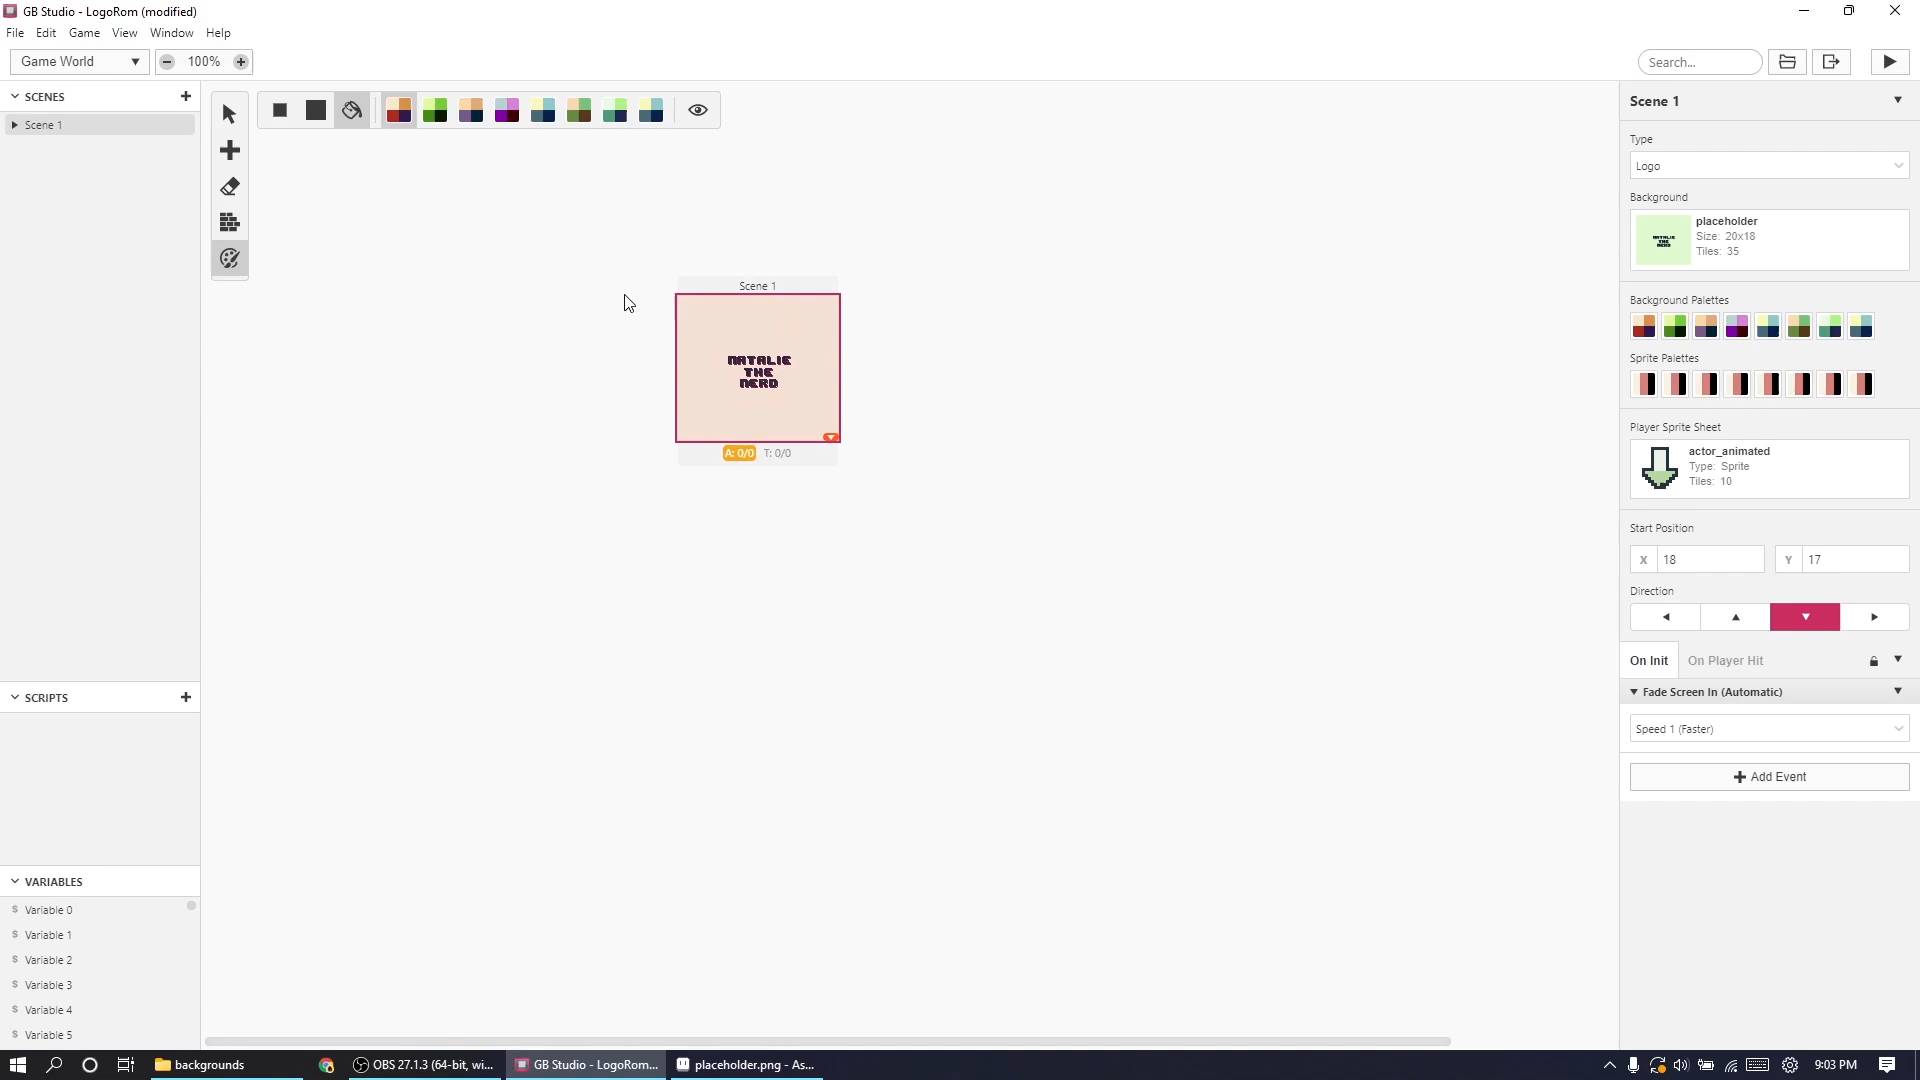 GB Studio - LogoRom (modified)
File Edit Game View Window Help
Game World 100% Search...
SCENES
Scene 1
Scene 1
NATALIE
THE
NERD
A: 0/0 T: 0/0
SCRIPTS
VARIABLES
$ Variable 0
$ Variable 1
$ Variable 2
$ Variable 3
$ Variable 4
$ Variable 5
Scene 1
Type
Logo
Background
NATALIE
THE
NERD
placeholder
Size: 20x18
Tiles: 35
Background Palettes
Sprite Palettes
Player Sprite Sheet
actor_animated
Type: Sprite
Tiles: 10
Start Position
X 18 Y 17
Direction
On Init On Player Hit
Fade Screen In (Automatic)
Speed 1 (Faster)
Add Event
backgrounds OBS 27.1.3 (64-bit, wi... GB Studio - LogoRom... placeholder.png - As... 9:03 PM